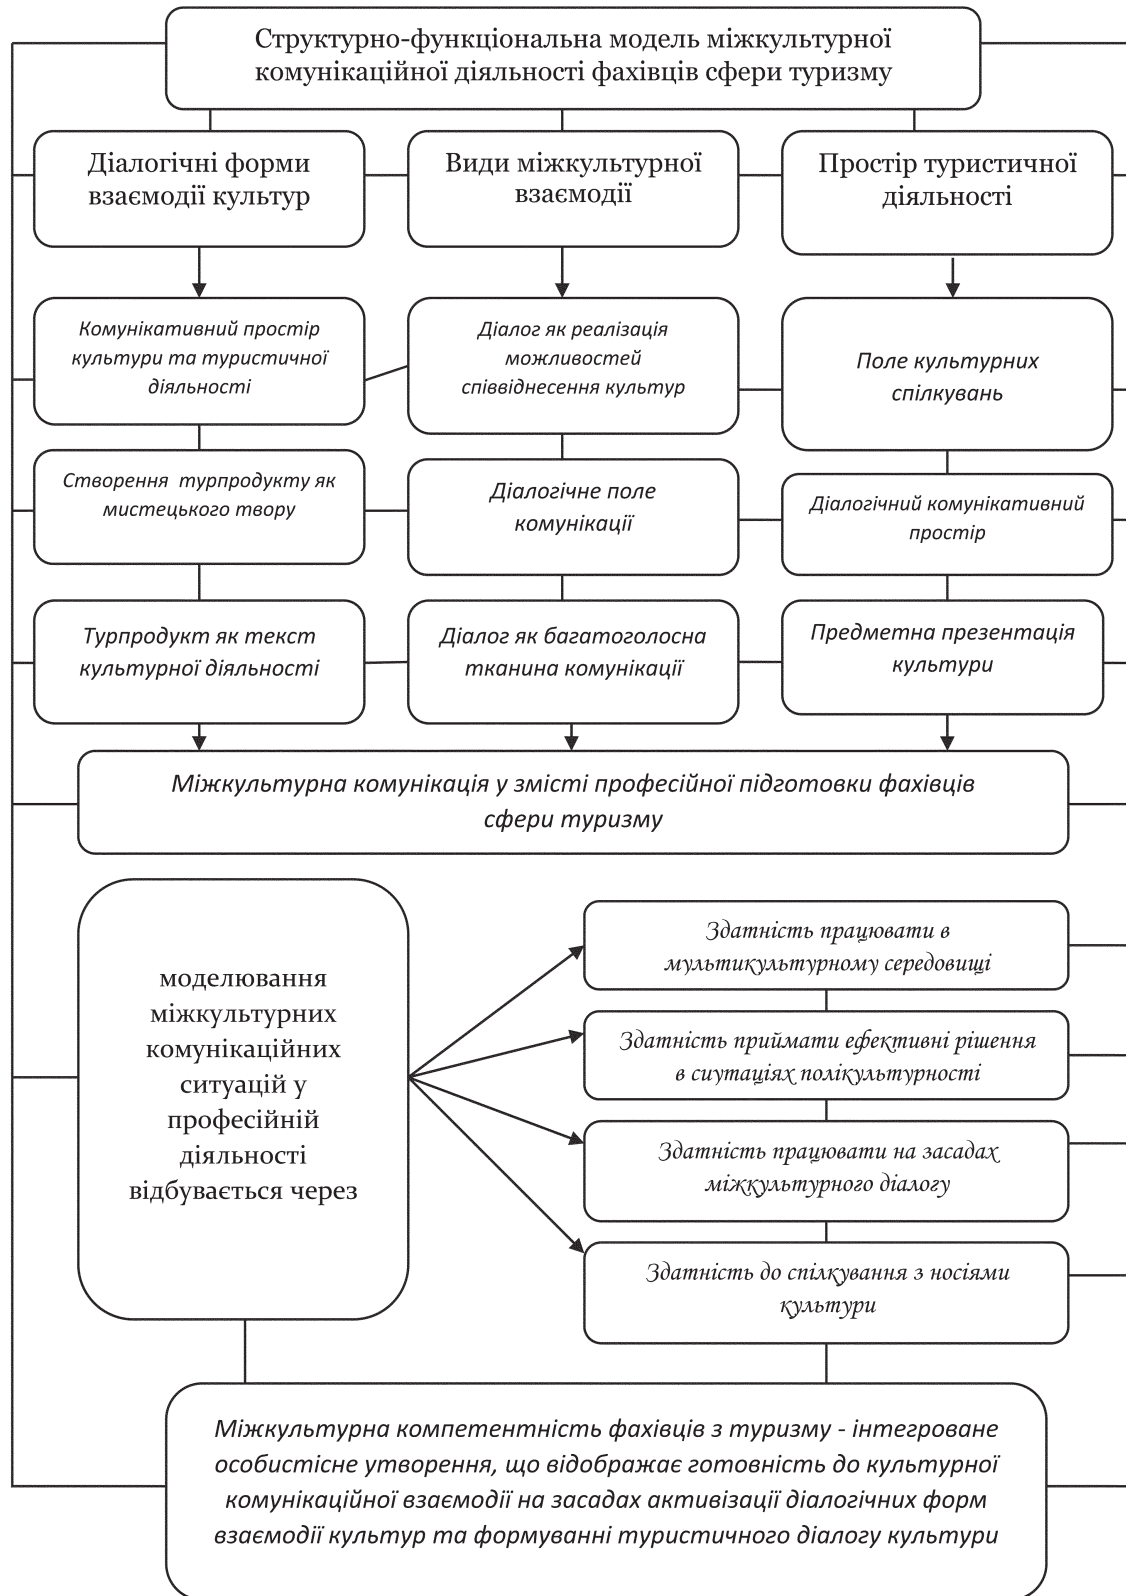 Структурно-функціональна модель міжкультурної
комунікаційної діяльності фахівців сфери туризму
Діалогічні форми
взаємодії культур
Види міжкультурної
взаємодії
Простір туристичної
діяльності
Комунікативний простір
культури та туристичної
діяльності
Діалог як реалізація
можливостей
співвіднесення культур
Поле культурних
спілкувань
Створення турпродукту як
мистецького твору
Діалогічне поле
комунікації
Діалогічний комунікативний
простір
Турпродукт як текст
культурної діяльності
Діалог як багатоголосна
тканина комунікації
Предметна презентація
культури
Міжкультурна комунікація у змісті професійної підготовки фахівців
сфери туризму
моделювання
міжкультурних
комунікаційних
ситуацій у
професійній
діяльності
відбувається через
Здатність працювати в
мультикультурному середовищі
Здатність приймати ефективні рішення
в сиутаціях полікультурності
Здатність працювати на засадах
міжкультурного діалогу
Здатність до спілкування з носіями
культури
Міжкультурна компетентність фахівців з туризму - інтегроване
особистісне утворення, що відображає готовність до культурної
комунікаційної взаємодії на засадах активізації діалогічних форм
взаємодії культур та формуванні туристичного діалогу культури